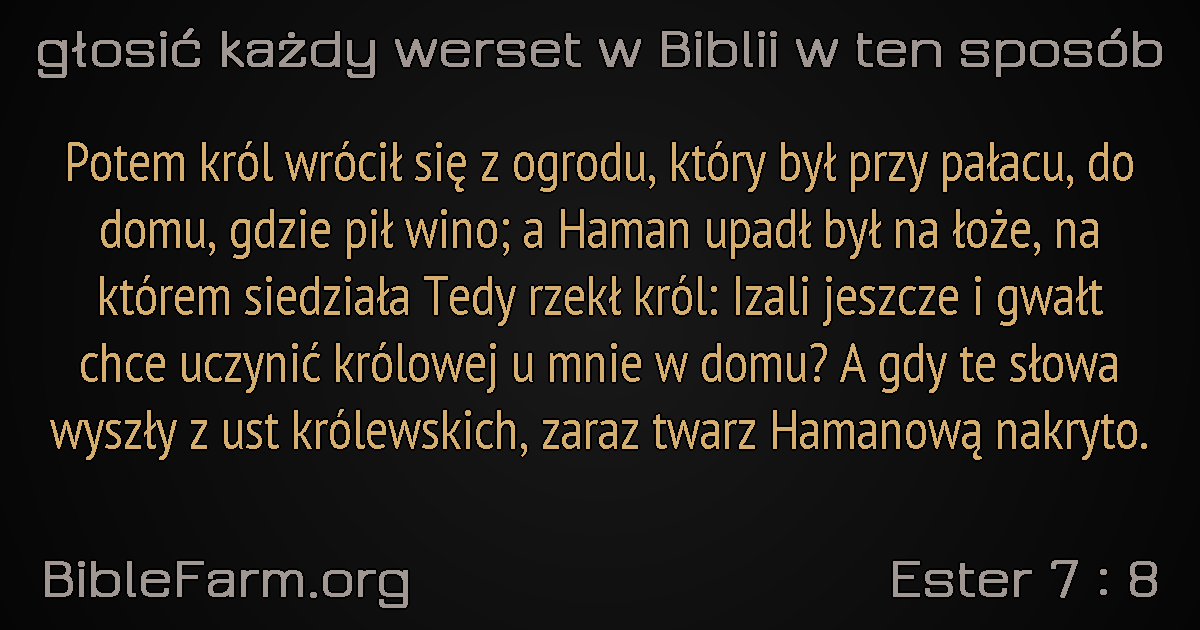 głosić każdy werset w Biblii w ten sposób
Potem król wrócił się z ogrodu, który był przy pałacu, do
domu, gdzie pił wino; a Haman upadł był na łoże, na
którem siedziała Tedy rzekł król: Izali jeszcze i gwałt
chce uczynić królowej u mnie w domu? A gdy te słowa
wyszły z ust królewskich, zaraz twarz Hamanową nakryto.
BibleFarm.org
Ester 7 : 8